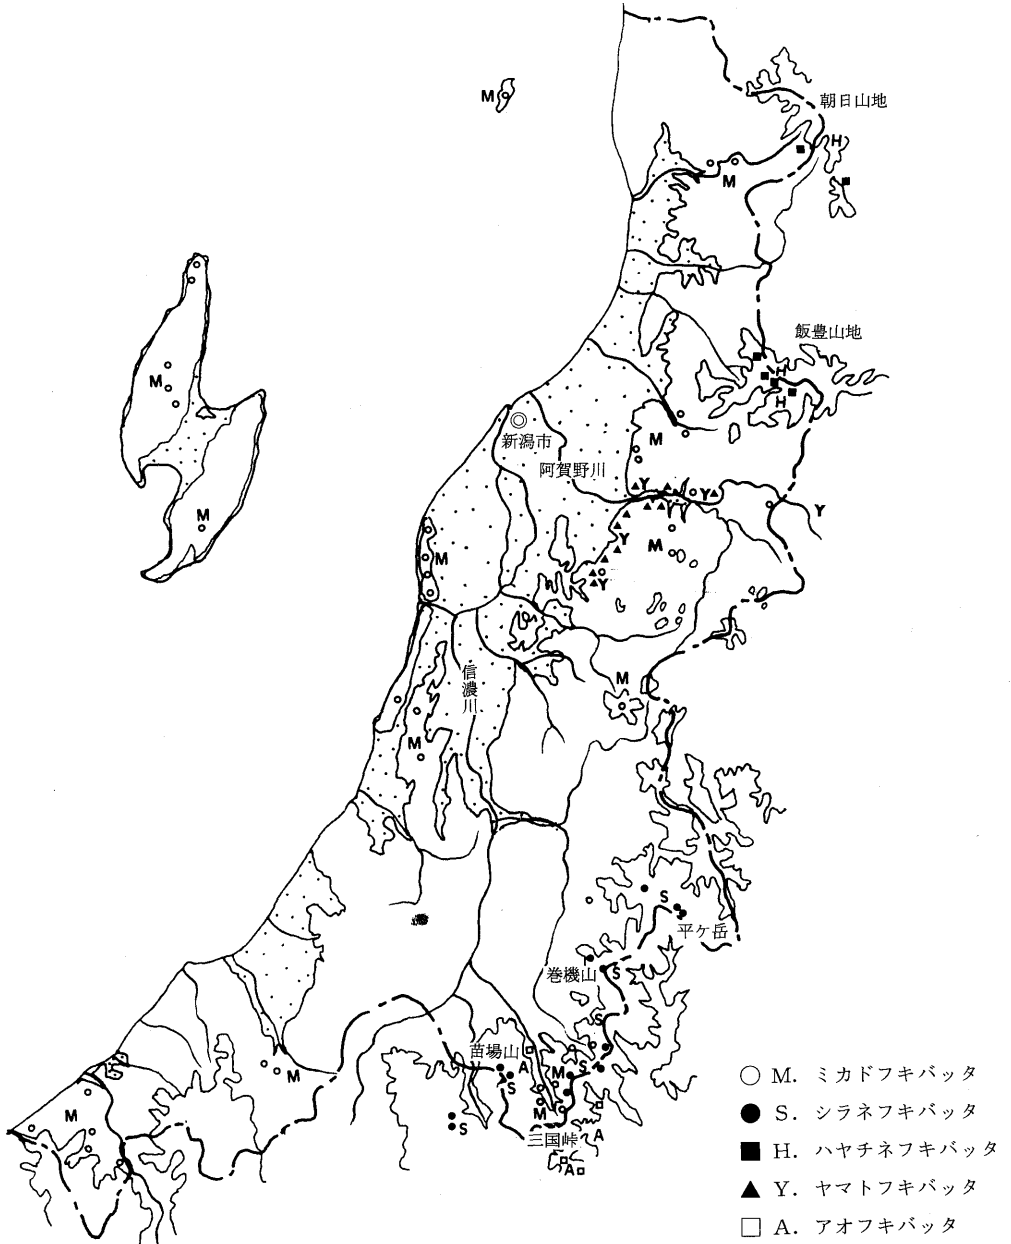 M
朝日山地
H
M
飯豊山地
H
H
M
M
新潟市
M
阿賀野川
Y
Y
Y
M
Y
M
M
Y
信濃川
M
M
S
平ケ岳
巻機山
S
S
苗場山
A
S
M
S
M
M
M
S
三国峠
A
A
○ M. ミカドフキバッタ
● S. シラネフキバッタ
■ H. ハヤチネフキバッタ
▲ Y. ヤマトフキバッタ
□ A. アオフキバッタ